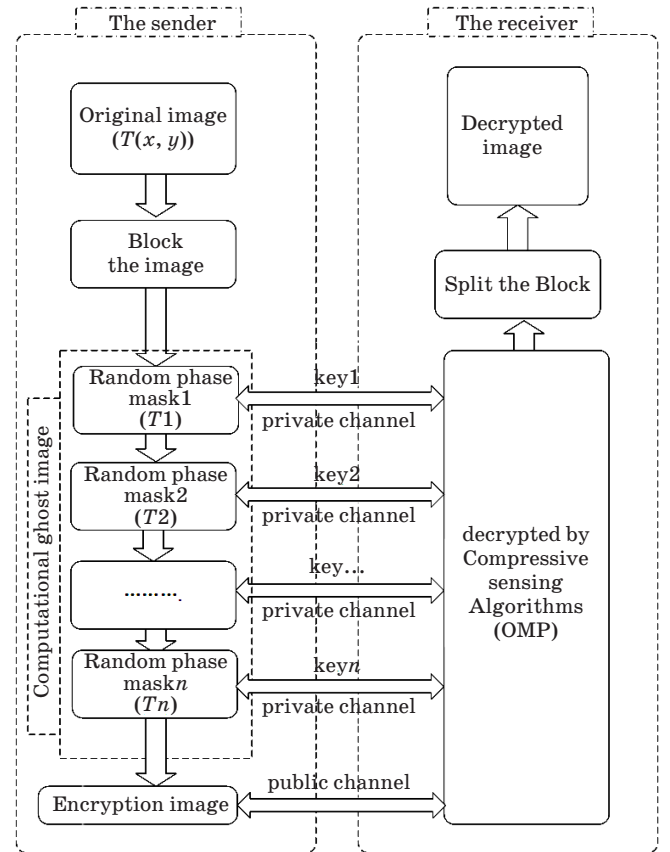 The sender
Original image
(T(x, y))
Block
the image
Computational ghost image
Random phase
mask1
(T1)
Random phase
mask2
(T2)
..........
Random phase
maskn
(Tn)
Encryption image
key1
private channel
key2
private channel
key...
private channel
keyn
private channel
public channel
The receiver
Decrypted
image
Split the Block
decrypted by
Compressive
sensing
Algorithms
(OMP)